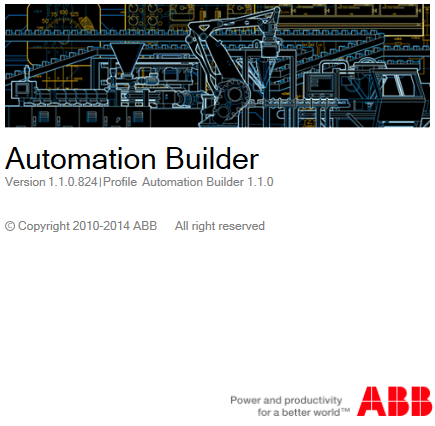 Automation Builder
Version 1.1.0.824|Profile Automation Builder 1.1.0
© Copyright 2010-2014 ABB All right reserved
Power and productivity
for a better world™
ABB